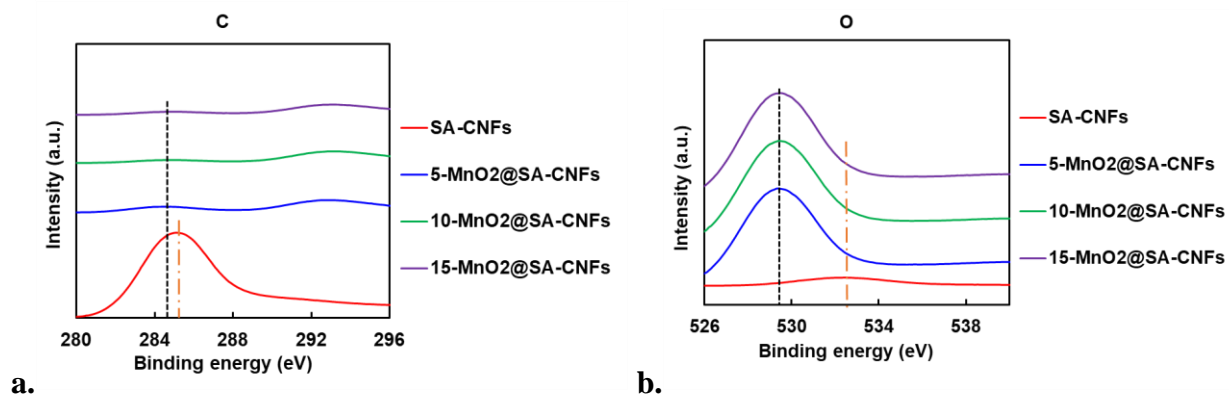 C
Intensity (a.u.)
280 284 288 292 296
Binding energy (eV)
SA-CNFs
5-MnO2@SA-CNFs
10-MnO2@SA-CNFs
15-MnO2@SA-CNFs
a.
O
Intensity (a.u.)
526 530 534 538
Binding energy (eV)
SA-CNFs
5-MnO2@SA-CNFs
10-MnO2@SA-CNFs
15-MnO2@SA-CNFs
b.